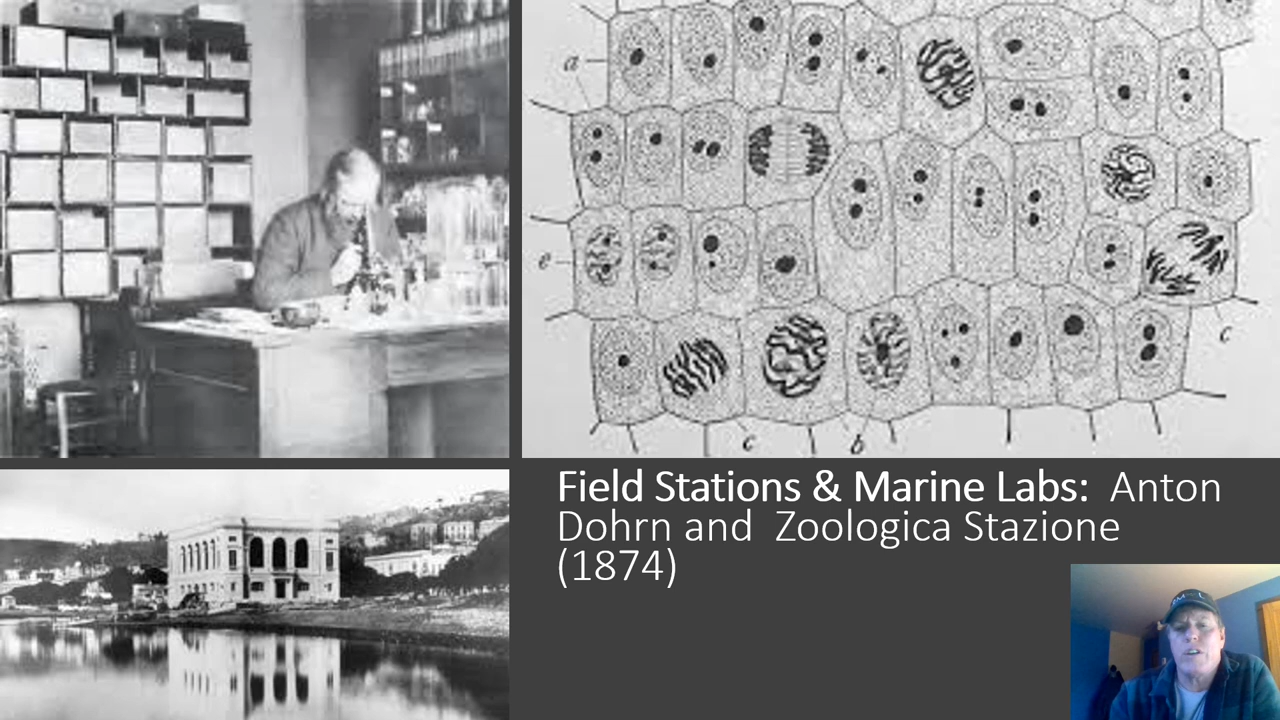 a
e
c
c
b
Field Stations & Marine Labs:  Anton
Dohrn and  Zoologica Stazione
(1874)